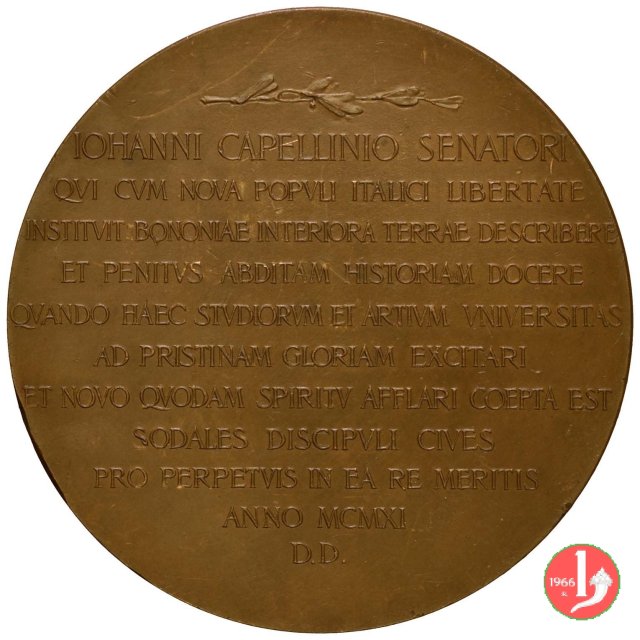 IOHANNI CAPELLINIO SENATORI
QVI CVM NOVA POPVLI ITALICI LIBERTATE
INSTITVIT BONONIAE INTERIORA TERRAE DESCRIBERE
ET PENITVS ABDITAM HISTORIAM DOCERE
QVANDO HAEC STVDIORVM ET ARTIVM VNIVERSITAS
AD PRISTINAM GLORIAM EXCITARI
ET NOVO QVODAM SPIRITV AFFLARI COEPTA EST
SODALES DISCIPVLI CIVES
PRO PERPETVIS IN EA RE MERITIS
ANNO MCMXI
D.D.
1966